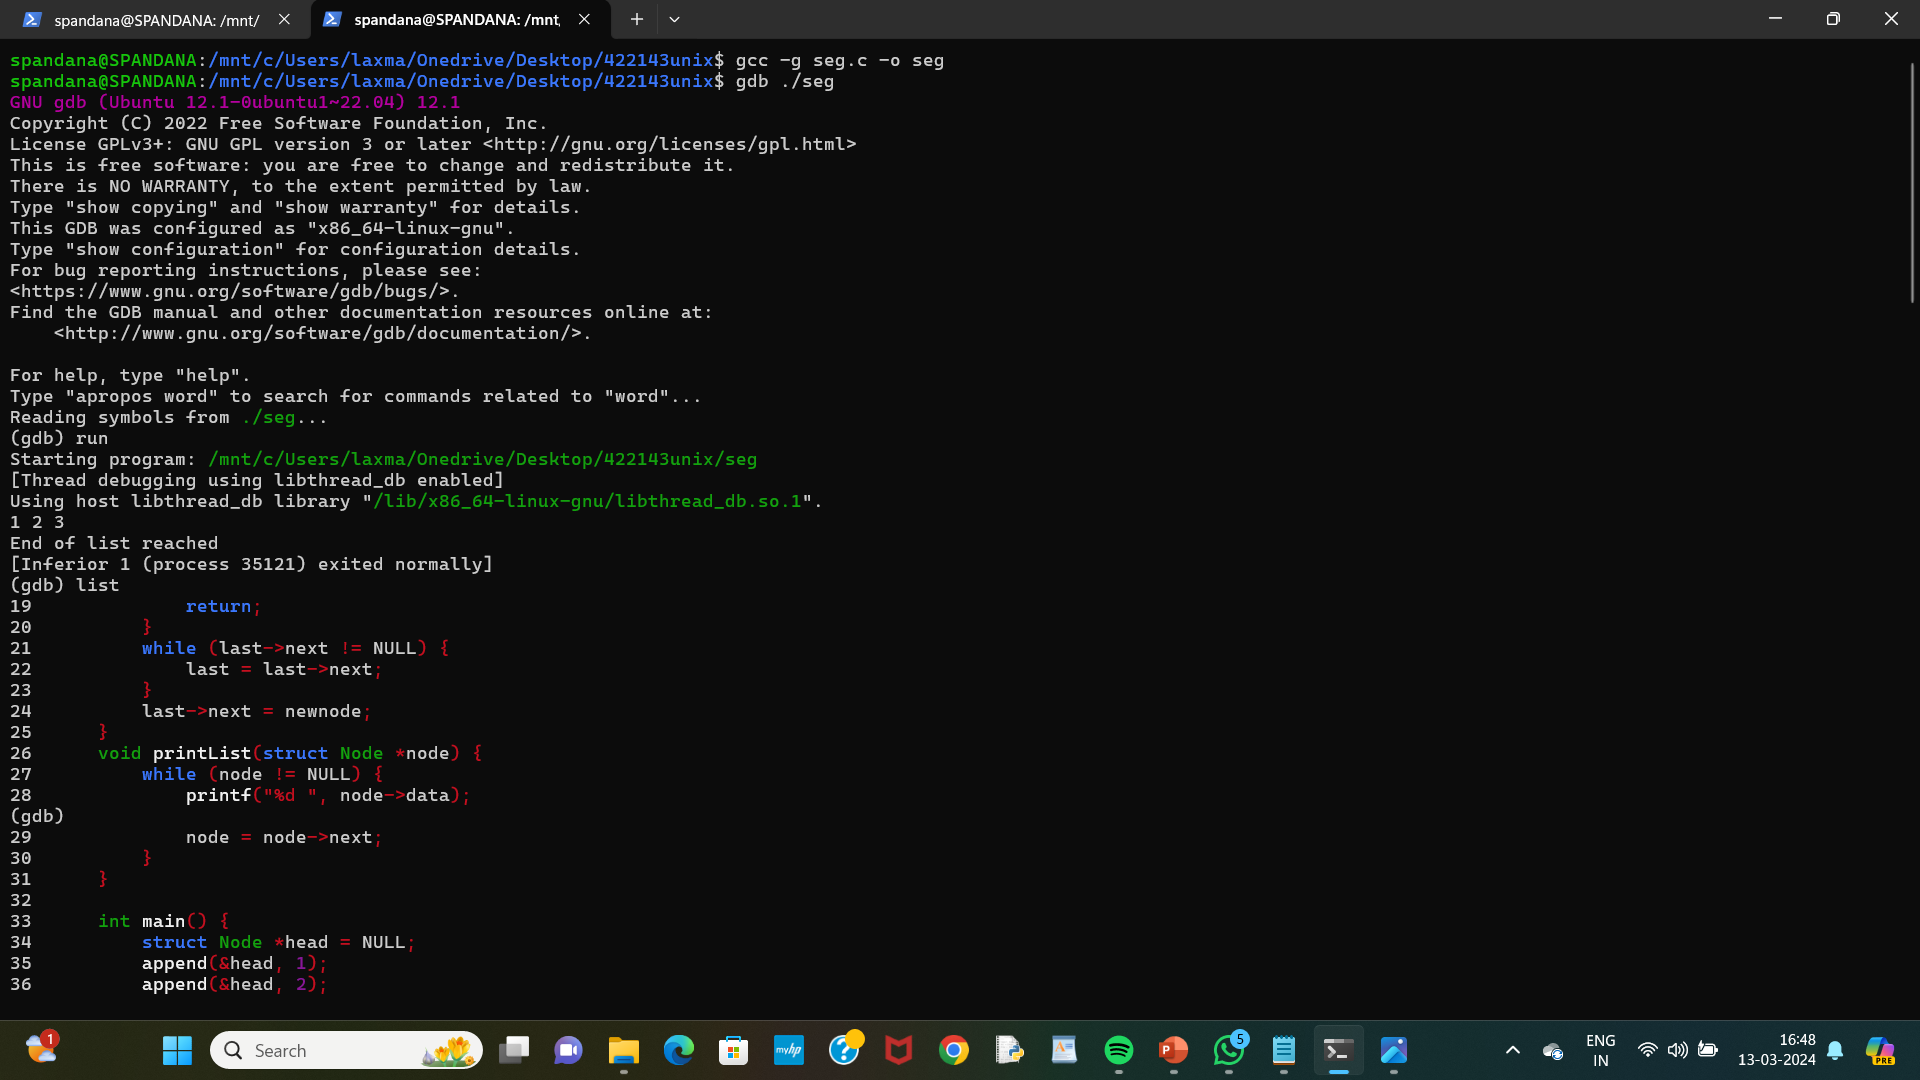 spandana@SPANDANA: /mnt/
spandana@SPANDANA: /mnt,
spandana@SPANDANA:/mnt/c/Users/laxma/Onedrive/Desktop/422143unix$ gcc -g seg.c -o seg
spandana@SPANDANA:/mnt/c/Users/laxma/Onedrive/Desktop/422143unix$ gdb ./seg
GNU gdb (Ubuntu 12.1-0ubuntu1~22.04) 12.1
Copyright (C) 2022 Free Software Foundation, Inc.
License GPLv3+: GNU GPL version 3 or later <http://gnu.org/licenses/gpl.html>
This is free software: you are free to change and redistribute it.
There is NO WARRANTY, to the extent permitted by law.
Type "show copying" and "show warranty" for details.
This GDB was configured as "x86_64-linux-gnu".
Type "show configuration" for configuration details.
For bug reporting instructions, please see:
<https://www.gnu.org/software/gdb/bugs/>.
Find the GDB manual and other documentation resources online at:
    <http://www.gnu.org/software/gdb/documentation/>.

For help, type "help".
Type "apropos word" to search for commands related to "word"...
Reading symbols from ./seg...
(gdb) run
Starting program: /mnt/c/Users/laxma/Onedrive/Desktop/422143unix/seg
[Thread debugging using libthread_db enabled]
Using host libthread_db library "/lib/x86_64-linux-gnu/libthread_db.so.1".
1 2 3
End of list reached
[Inferior 1 (process 35121) exited normally]
(gdb) list
19              return;
20          }
21          while (last->next != NULL) {
22              last = last->next;
23          }
24          last->next = newnode;
25      }
26      void printList(struct Node *node) {
27          while (node != NULL) {
28              printf("%d ", node->data);
(gdb)
29              node = node->next;
30          }
31      }
32
33      int main() {
34          struct Node *head = NULL;
35          append(&head, 1);
36          append(&head, 2);
1
Search
myhp
5
ENG
IN
16:48
13-03-2024
PRE